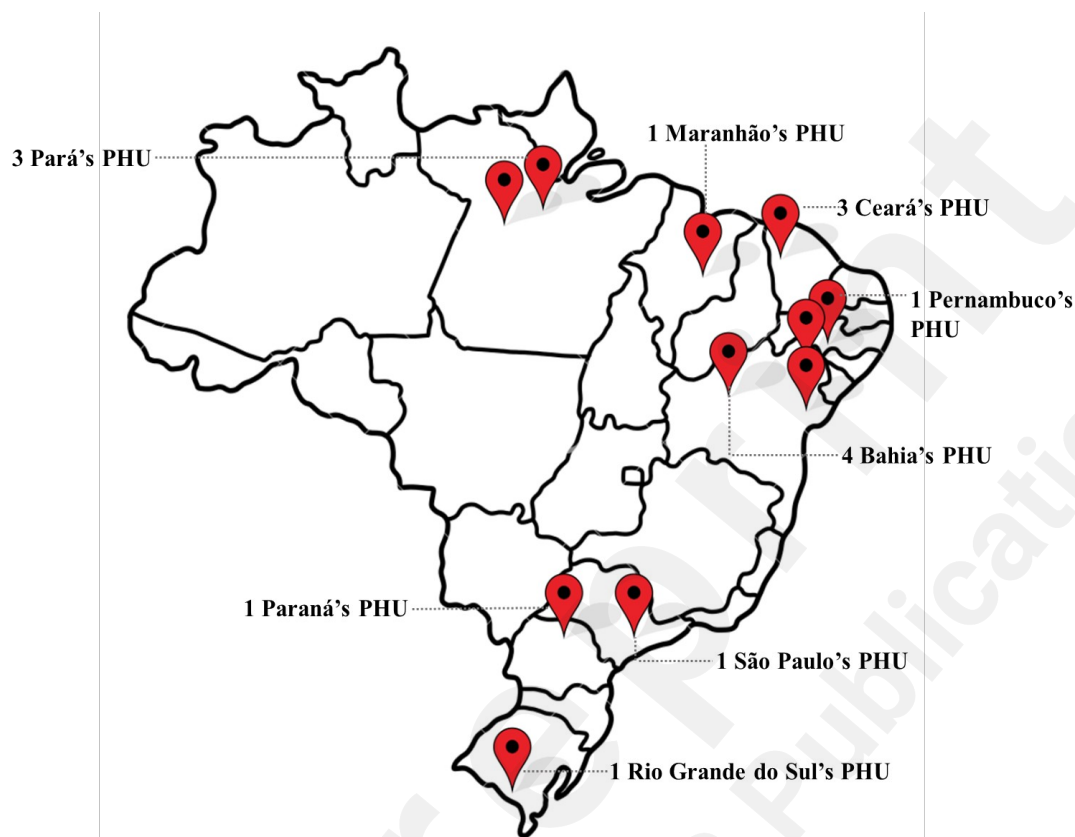 1 Maranhão’s PHU
3 Pará’s PHU
3 Ceará’s PHU
1 Pernambuco’s
PHU
4 Bahia’s PHU
1 Paraná’s PHU
1 São Paulo’s PHU
1 Rio Grande do Sul’s PHU